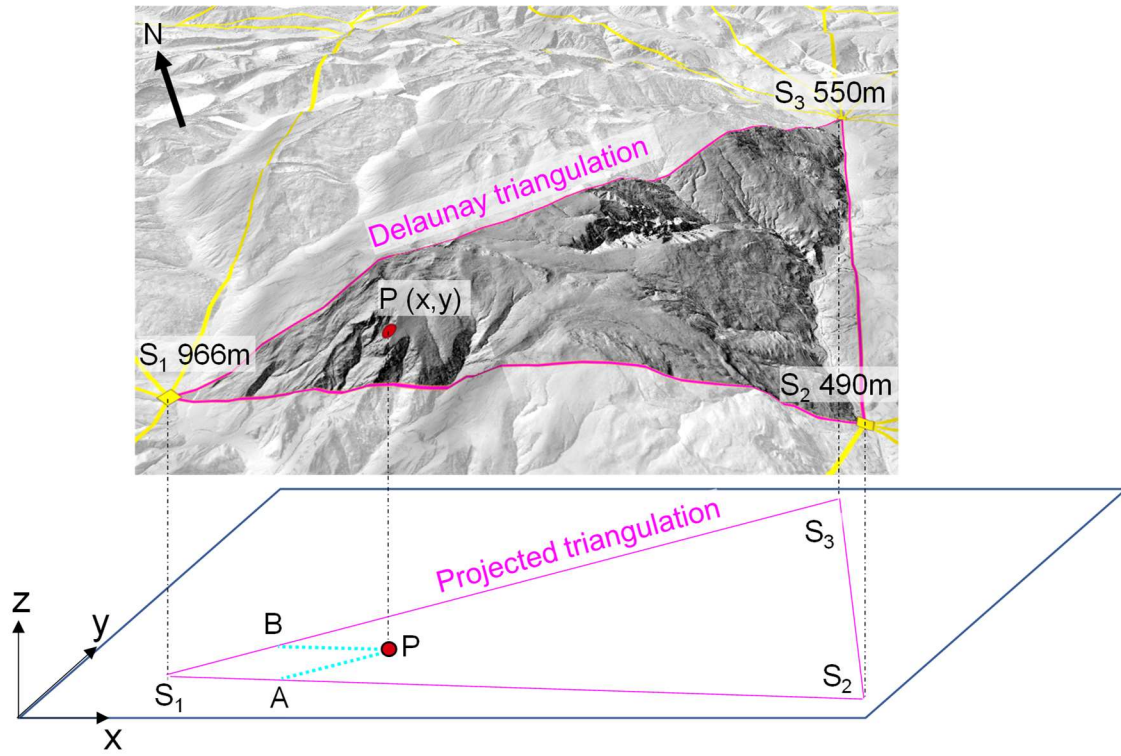 N
S₃ 550m
Delaunay triangulation
P (x,y)
S₁ 966m
S₂ 490m
Projected triangulation
S₃
z
y
B
P
S₁
A
S₂
x